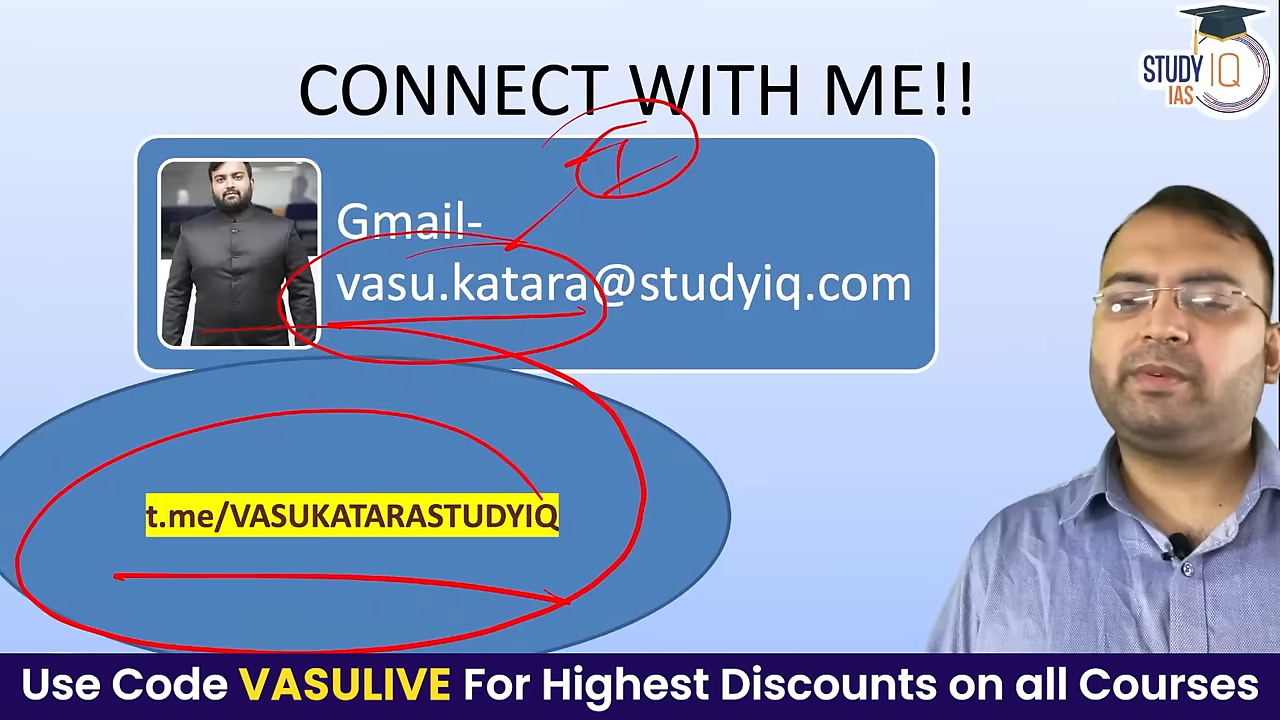 CONNECT WITH ME!!
STUDY IQ
IAS
Gmail-
vasu.katara@studyiq.com
t.me/VASUKATARASTUDYIQ
Use Code VASULIVE For Highest Discounts on all Courses